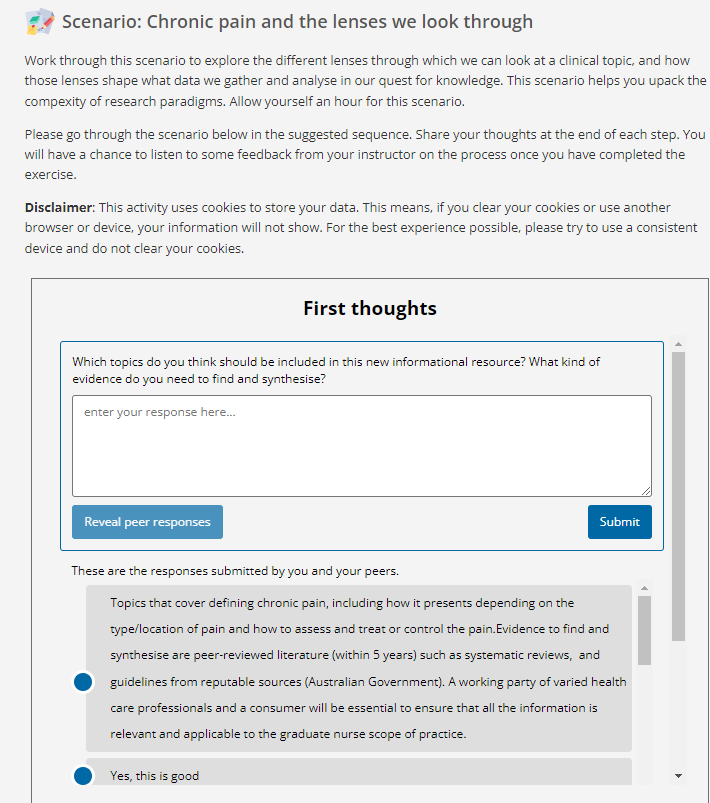 Scenario: Chronic pain and the lenses we look through
Work through this scenario to explore the different lenses through which we can look at a clinical topic, and how
those lenses shape what data we gather and analyse in our quest for knowledge. This scenario helps you upack the
compexity of research paradigms. Allow yourself an hour for this scenario.
Please go through the scenario below in the suggested sequence. Share your thoughts at the end of each step. You
will have a chance to listen to some feedback from your instructor on the process once you have completed the
exercise.
Disclaimer: This activity uses cookies to store your data. This means, if you clear your cookies or use another
browser or device, your information will not show. For the best experience possible, please try to use a consistent
device and do not clear your cookies.
First thoughts
Which topics do you think should be included in this new informational resource? What kind of
evidence do you need to find and synthesise?
enter your response here...
Reveal peer responses
Submit
These are the responses submitted by you and your peers.
Topics that cover defining chronic pain, including how it presents depending on the
type/location of pain and how to assess and treat or control the pain.Evidence to find and
synthesise are peer-reviewed literature (within 5 years) such as systematic reviews, and
guidelines from reputable sources (Australian Government). A working party of varied health
care professionals and a consumer will be essential to ensure that all the information is
relevant and applicable to the graduate nurse scope of practice.
Yes, this is good